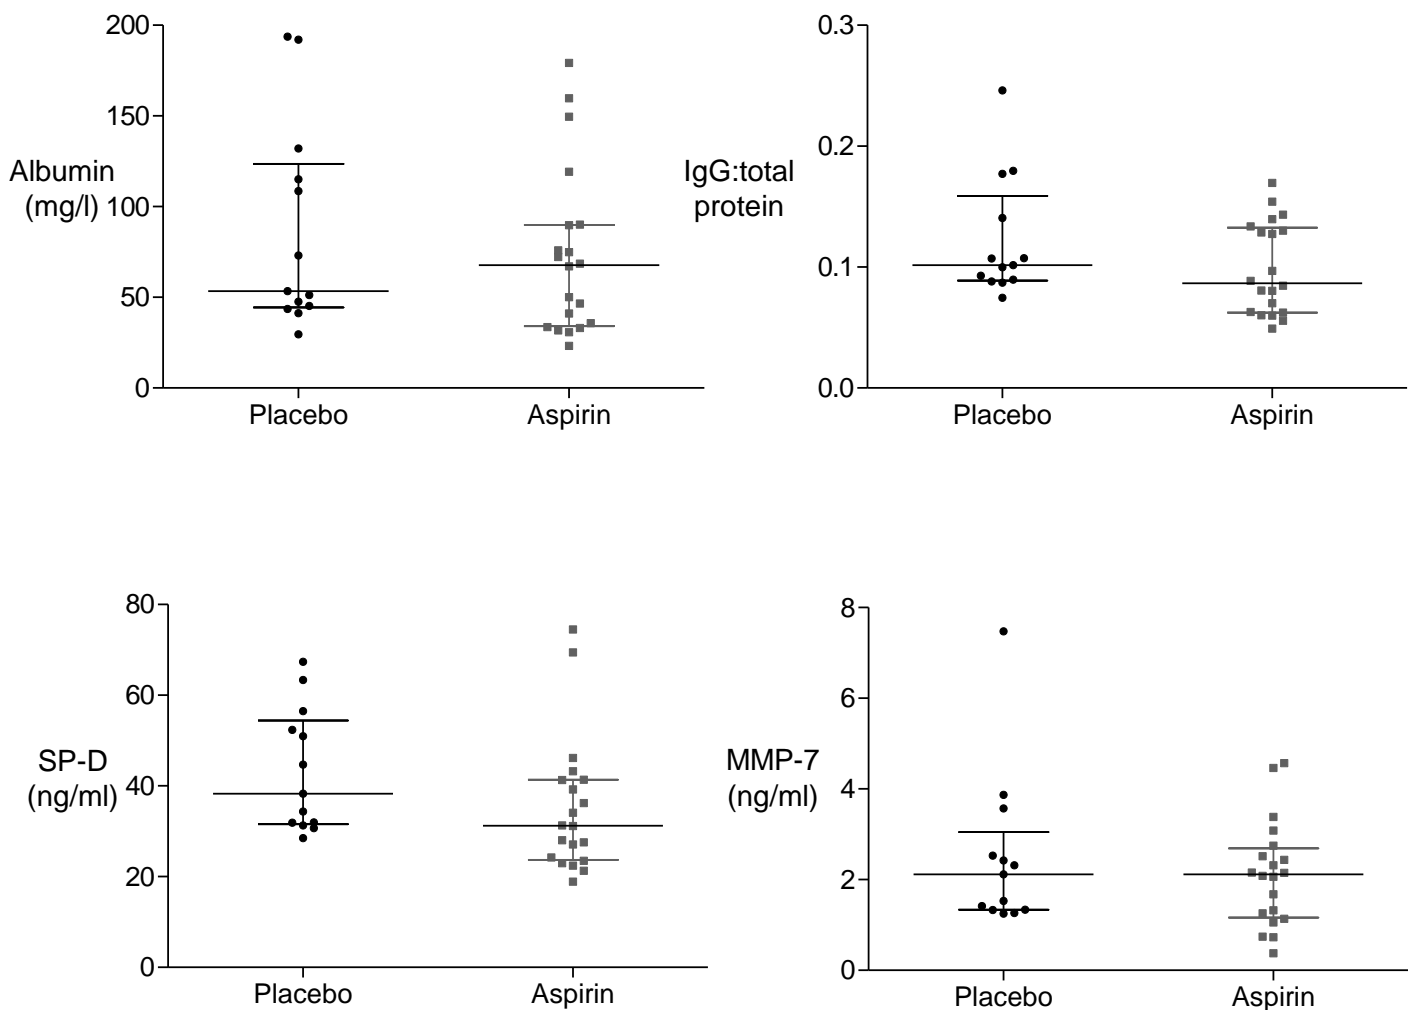 200
150
100
50
0
Albumin
(mg/l)
Placebo
Aspirin
0.3
0.2
0.1
0.0
IgG:total
protein
Placebo
Aspirin
80
60
40
20
0
SP-D
(ng/ml)
Placebo
Aspirin
8
6
4
2
0
MMP-7
(ng/ml)
Placebo
Aspirin